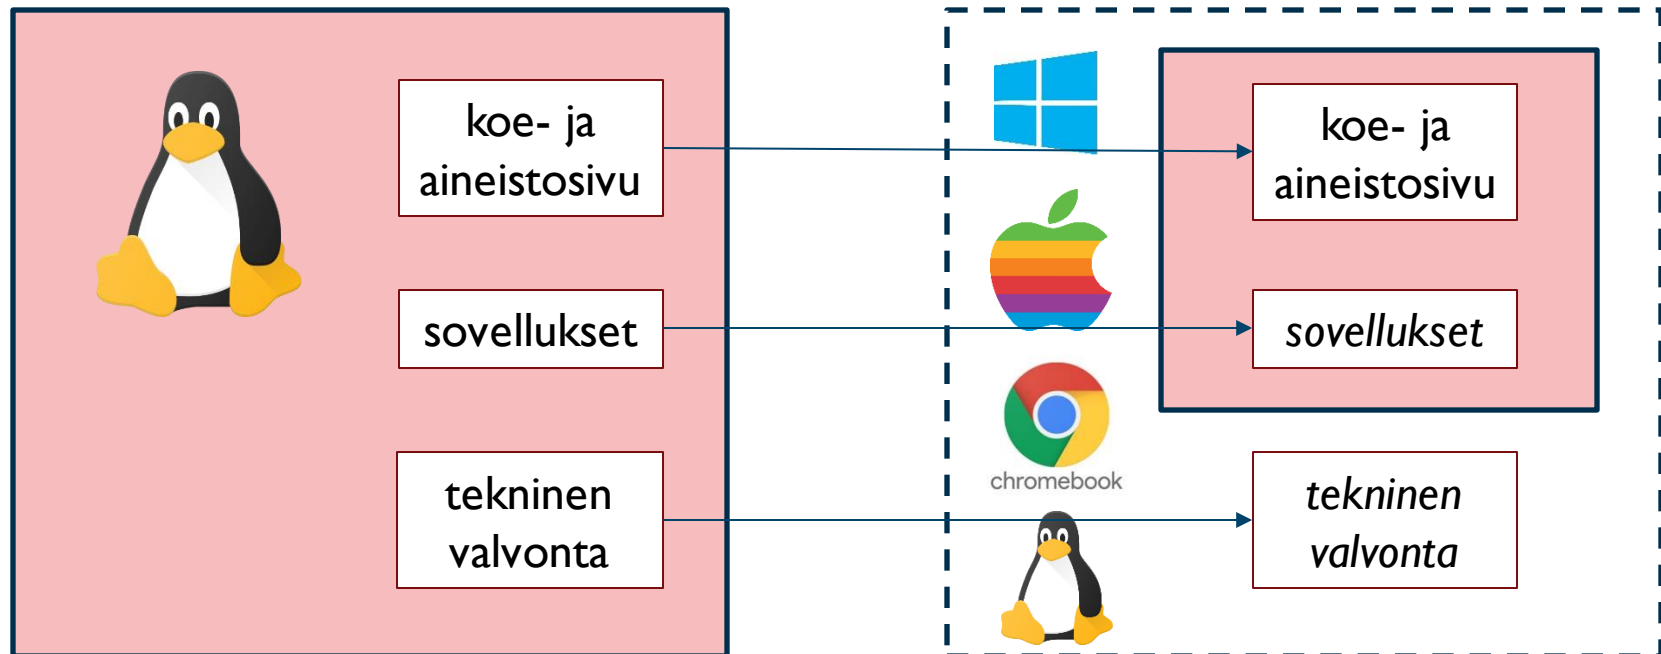 koe- ja
aineistosivu
sovellukset
tekninen
valvonta
chromebook
koe- ja
aineistosivu
sovellukset
tekninen
valvonta